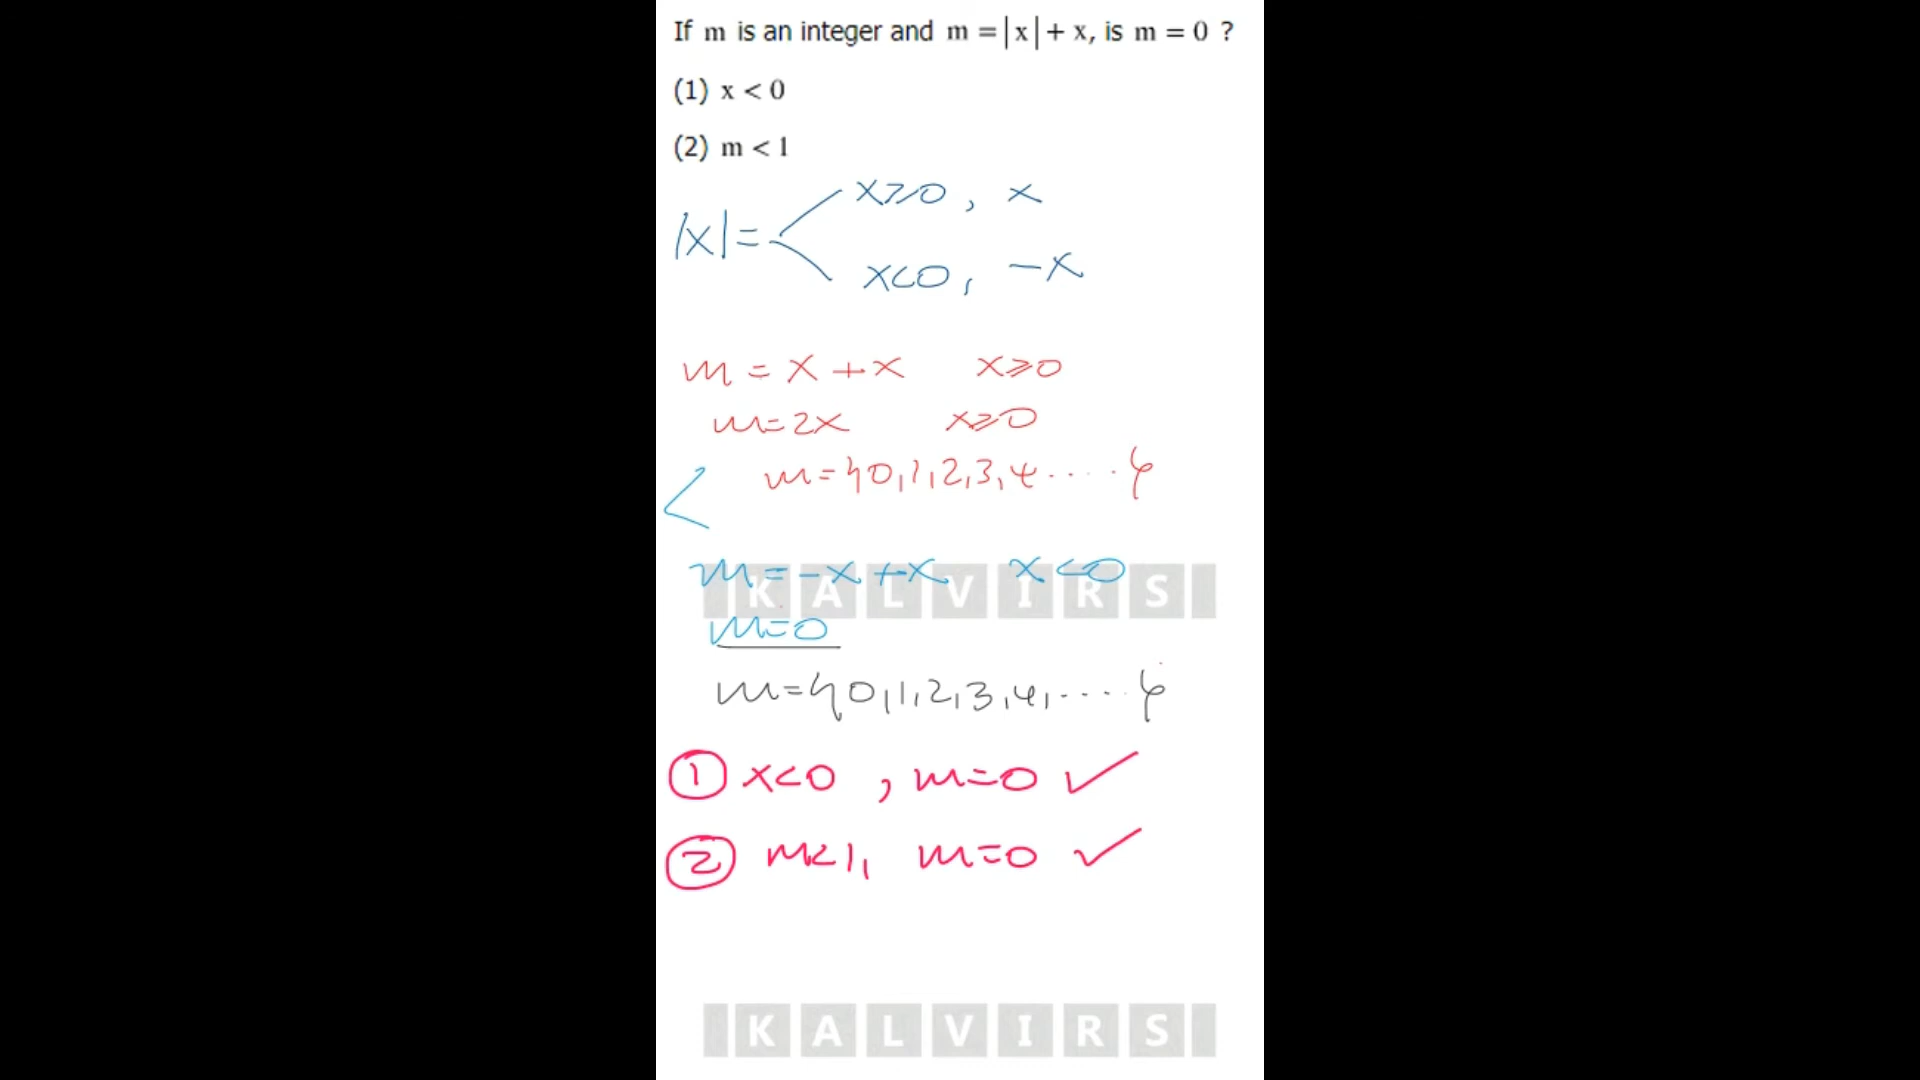 If m is an integer and m = |x| + x, is m = 0 ?
(1) x < 0
(2) m < 1
|x| =
x≥0, x
x<0, -x
m = x + x x≥0
m=2x x≥0
m={0,1,2,3,4.....}
m=-x+x x<0
KALVIRS
m=0
m={0,1,2,3,4,....}
① x<0, m=0 ✓
② m<1, m=0 ✓
KALVIRS